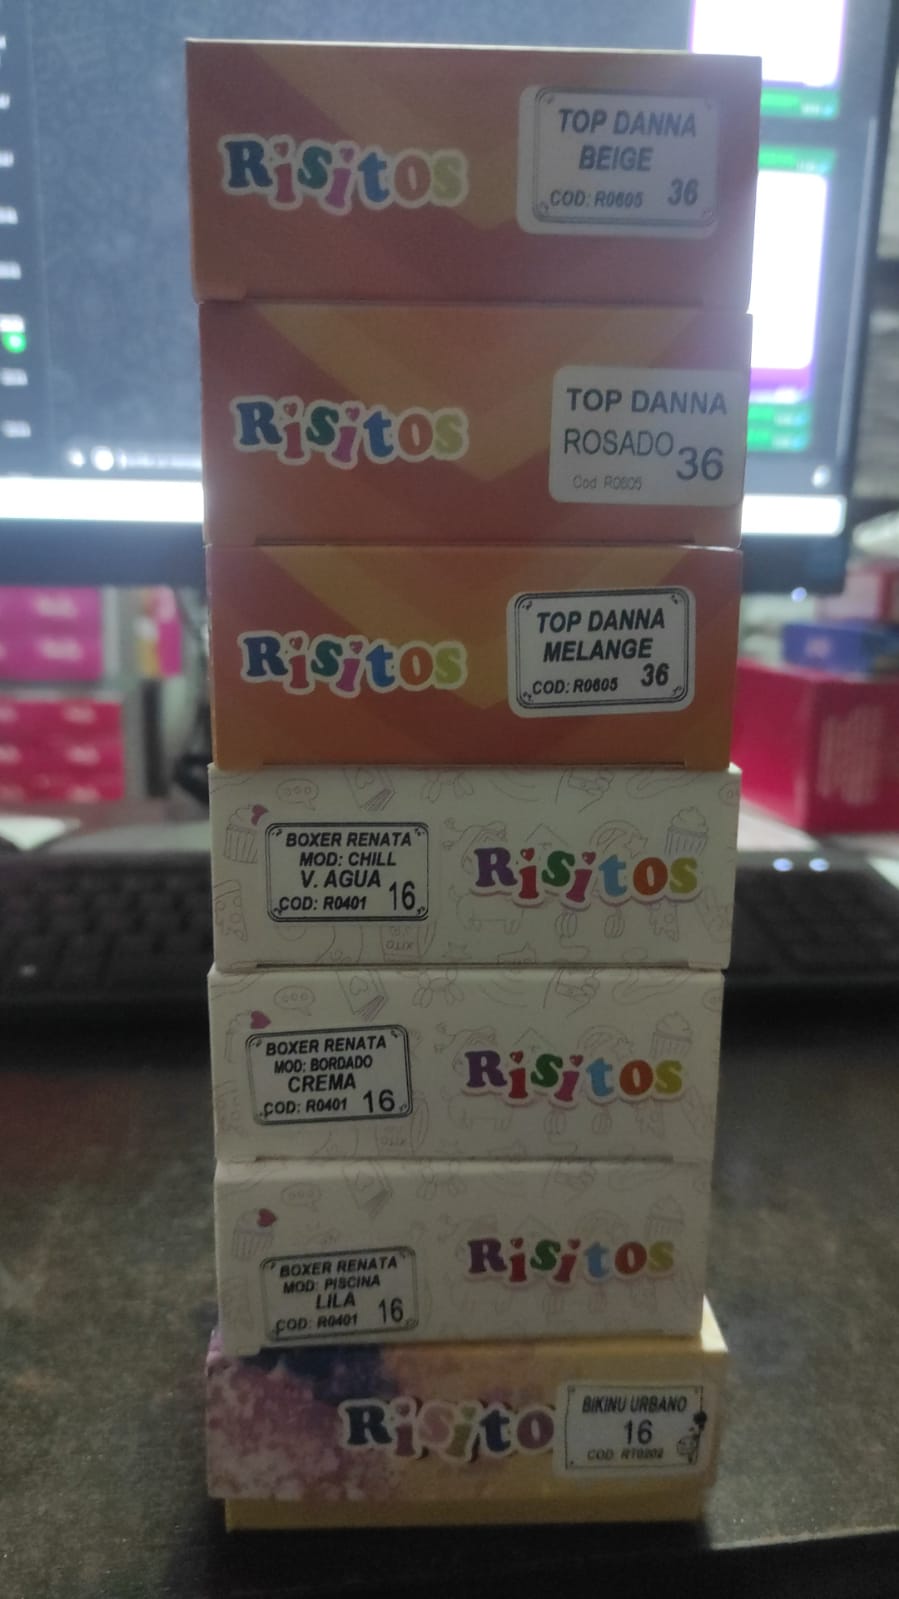 Risitos
TOP DANNA
BEIGE
COD: R0605 36
Risitos
TOP DANNA
ROSADO 36
Cod R0605
Risitos
TOP DANNA
MELANGE
COD: R0605 36
BOXER RENATA
MOD: CHILL
V. AGUA
COD: R0401 16
Risitos
BOXER RENATA
MOD: BORDADO
CREMA
COD: R0401 16
Risitos
BOXER RENATA
MOD: PISCINA
LILA
COD: R0401 16
Risitos
Risito
BIKINU URBANO
16
COD RT0202